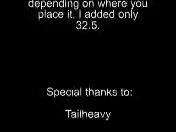 depending on where you
place it. I added only
32.5.
Special thanks to:
Tailheavy